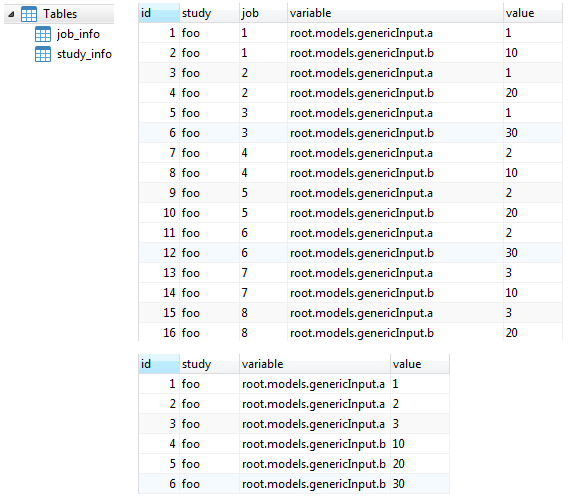 Tables
job_info
study_info
id study job variable value
1 foo 1 root.models.genericInput.a 1
2 foo 1 root.models.genericInput.b 10
3 foo 2 root.models.genericInput.a 1
4 foo 2 root.models.genericInput.b 20
5 foo 3 root.models.genericInput.a 1
6 foo 3 root.models.genericInput.b 30
7 foo 4 root.models.genericInput.a 2
8 foo 4 root.models.genericInput.b 10
9 foo 5 root.models.genericInput.a 2
10 foo 5 root.models.genericInput.b 20
11 foo 6 root.models.genericInput.a 2
12 foo 6 root.models.genericInput.b 30
13 foo 7 root.models.genericInput.a 3
14 foo 7 root.models.genericInput.b 10
15 foo 8 root.models.genericInput.a 3
16 foo 8 root.models.genericInput.b 20
id study variable value
1 foo root.models.genericInput.a 1
2 foo root.models.genericInput.a 2
3 foo root.models.genericInput.a 3
4 foo root.models.genericInput.b 10
5 foo root.models.genericInput.b 20
6 foo root.models.genericInput.b 30